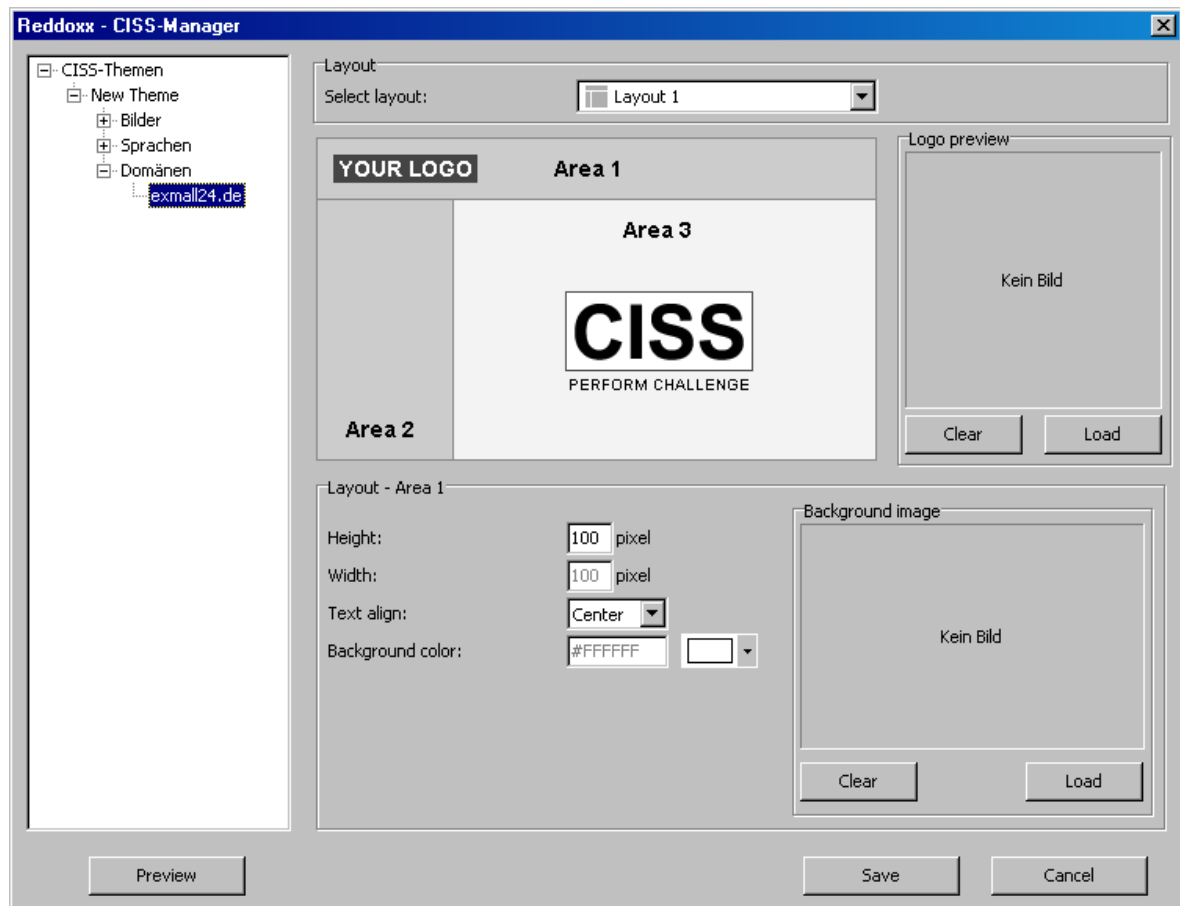 Reddoxx - CISS-Manager
CISS-Themen
New Theme
Bilder
Sprachen
Domänen
exmall24.de
Layout
Select layout:
Layout 1
YOUR LOGO
Area 1
Area 3
CISS
PERFORM CHALLENGE
Area 2
Logo preview
Kein Bild
Clear
Load
Layout - Area 1
Height:
100 pixel
Width:
100 pixel
Text align:
Center
Background color:
#FFFFFF
Background image
Kein Bild
Clear
Load
Preview
Save
Cancel